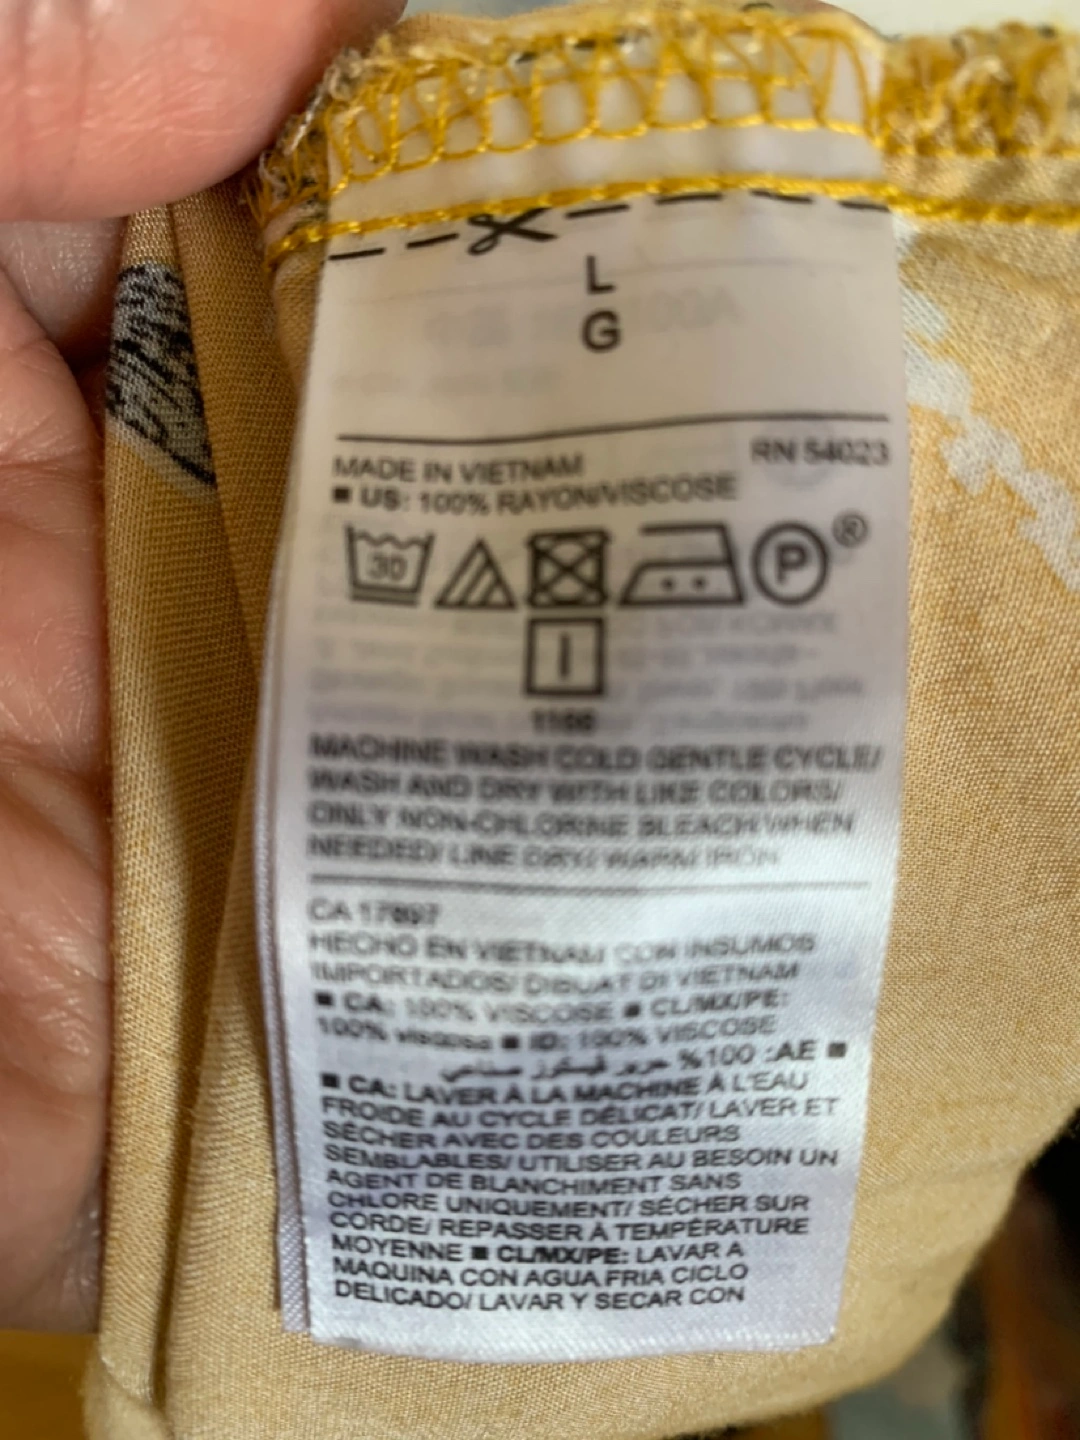 L
G
RN 54023
MADE IN VIETNAM
■ US: 100% RAYON/VISCOSE
30 P ®
MACHINE WASH COLD GENTLE CYCLE/
WASH AND DRY WITH LIKE COLORS/
ONLY NON-CHLORINE BLEACH WHEN
NEEDED/ LINE DRY/ WARM IRON
CA 17897
HECHO EN VIETNAM CON INSUMOS
IMPORTADOS/ DIBUAT DI VIETNAM
■ CA: 100% VISCOSE ■ CL/MX/PE:
100% viscosa ■ ID: 100% VISCOSE
■ AE: 100% حرير فيسكوز صناعي
■ CA: LAVER À LA MACHINE À L'EAU
FROIDE AU CYCLE DÉLICAT/ LAVER ET
SÉCHER AVEC DES COULEURS
SEMBLABLES/ UTILISER AU BESOIN UN
AGENT DE BLANCHIMENT SANS
CHLORE UNIQUEMENT/ SÉCHER SUR
CORDE/ REPASSER À TEMPÉRATURE
MOYENNE ■ CL/MX/PE: LAVAR A
MAQUINA CON AGUA FRIA CICLO
DELICADO/ LAVAR Y SECAR CON